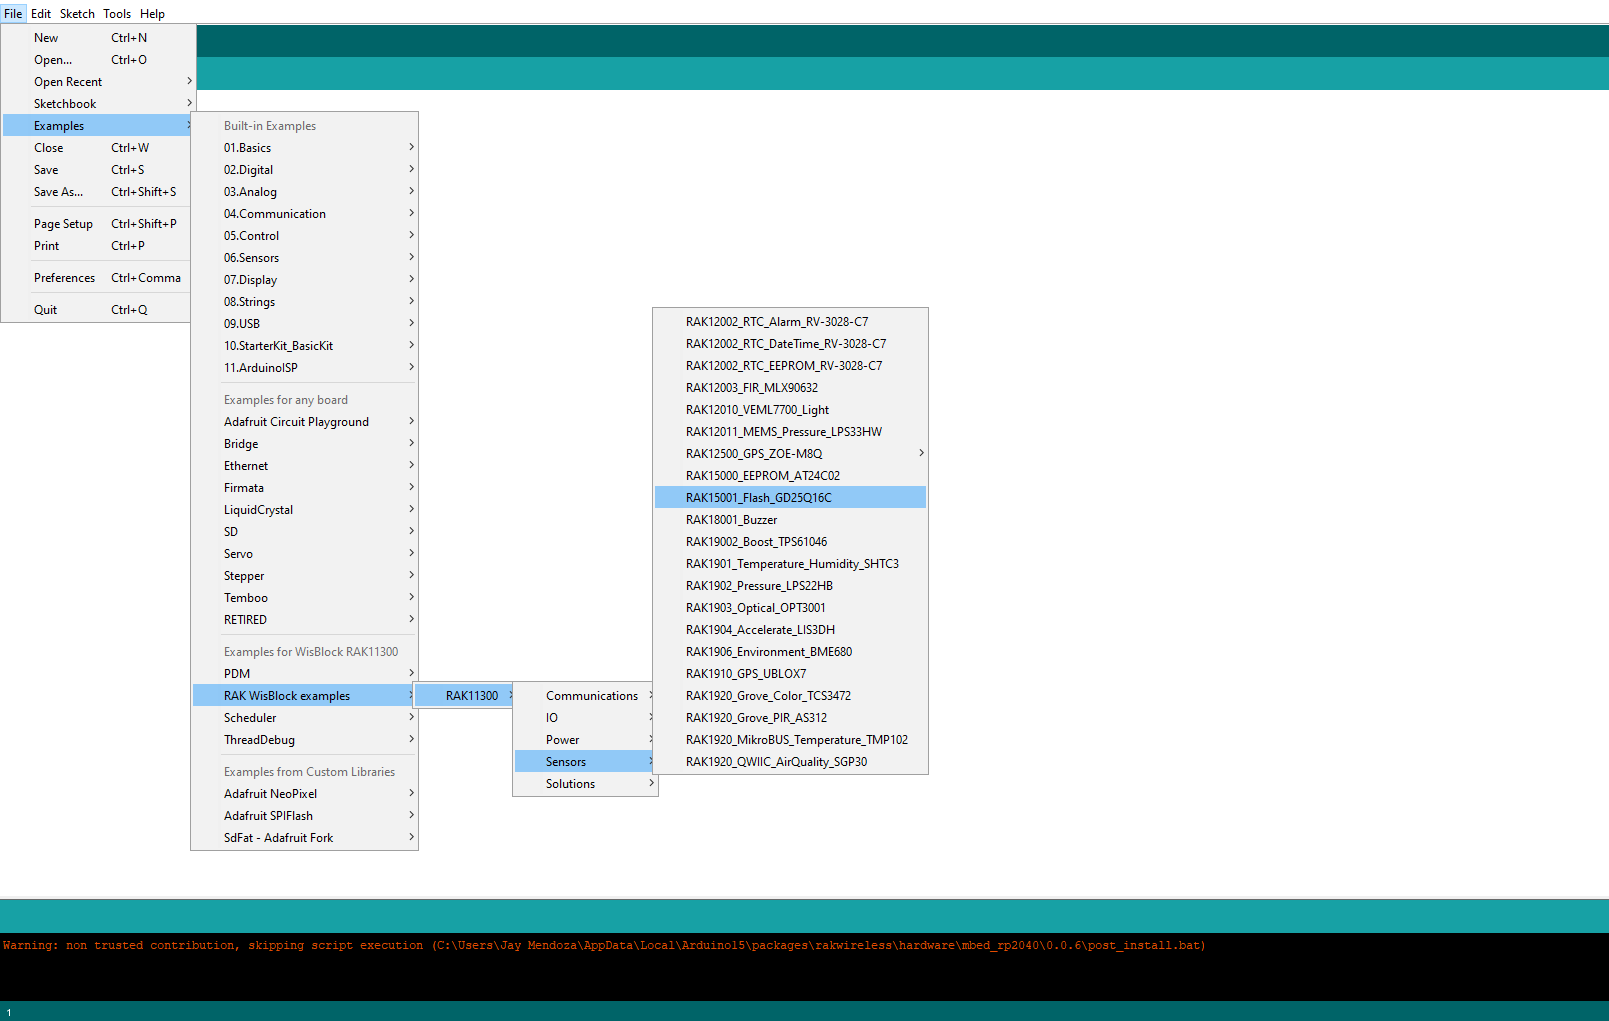 File Edit Sketch Tools Help
New Ctrl+N
Open... Ctrl+O
Open Recent
Sketchbook
Examples
Close Ctrl+W
Save Ctrl+S
Save As... Ctrl+Shift+S
Page Setup Ctrl+Shift+P
Print Ctrl+P
Preferences Ctrl+Comma
Quit Ctrl+Q
Built-in Examples
01.Basics
02.Digital
03.Analog
04.Communication
05.Control
06.Sensors
07.Display
08.Strings
09.USB
10.StarterKit_BasicKit
11.ArduinoISP
Examples for any board
Adafruit Circuit Playground
Bridge
Ethernet
Firmata
LiquidCrystal
SD
Servo
Stepper
Temboo
RETIRED
Examples for WisBlock RAK11300
PDM
RAK WisBlock examples
Scheduler
ThreadDebug
Examples from Custom Libraries
Adafruit NeoPixel
Adafruit SPIFlash
SdFat - Adafruit Fork
RAK11300
Communications
IO
Power
Sensors
Solutions
RAK12002_RTC_Alarm_RV-3028-C7
RAK12002_RTC_DateTime_RV-3028-C7
RAK12002_RTC_EEPROM_RV-3028-C7
RAK12003_FIR_MLX90632
RAK12010_VEML7700_Light
RAK12011_MEMS_Pressure_LPS33HW
RAK12500_GPS_ZOE-M8Q
RAK15000_EEPROM_AT24C02
RAK15001_Flash_GD25Q16C
RAK18001_Buzzer
RAK19002_Boost_TPS61046
RAK1901_Temperature_Humidity_SHTC3
RAK1902_Pressure_LPS22HB
RAK1903_Optical_OPT3001
RAK1904_Accelerate_LIS3DH
RAK1906_Environment_BME680
RAK1910_GPS_UBLOX7
RAK1920_Grove_Color_TCS3472
RAK1920_Grove_PIR_AS312
RAK1920_MikroBUS_Temperature_TMP102
RAK1920_QWIIC_AirQuality_SGP30
Warning: non trusted contribution, skipping script execution (C:\Users\Jay Mendoza\AppData\Local\Arduino15\packages\rakwireless\hardware\mbed_rp2040\0.0.6\post_install.bat)
1